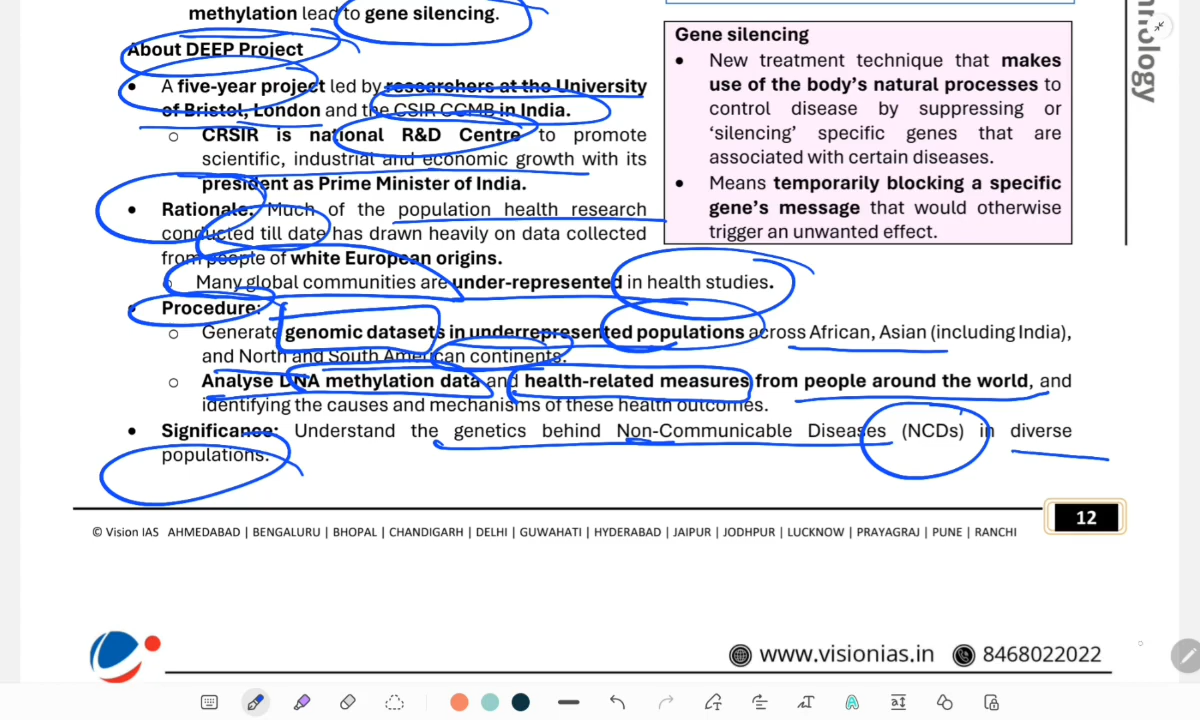 methylation lead to gene silencing.
About DEEP Project
• A five-year project led by researchers at the University
of Bristol, London and the CSIR CCMB in India.
o CRSIR is national R&D Centre to promote
scientific, industrial and economic growth with its
president as Prime Minister of India.
• Rationale: Much of the population health research
conducted till date has drawn heavily on data collected
from people of white European origins.
o Many global communities are under-represented in health studies.
• Procedure:
o Generate genomic datasets in underrepresented populations across African, Asian (including India),
and North and South American continents.
o Analyse DNA methylation data and health-related measures from people around the world, and
identifying the causes and mechanisms of these health outcomes.
• Significance: Understand the genetics behind Non-Communicable Diseases (NCDs) in diverse
populations.
Gene silencing
• New treatment technique that makes
use of the body's natural processes to
control disease by suppressing or
'silencing' specific genes that are
associated with certain diseases.
• Means temporarily blocking a specific
gene's message that would otherwise
trigger an unwanted effect.
12
© Vision IAS AHMEDABAD | BENGALURU | BHOPAL | CHANDIGARH | DELHI | GUWAHATI | HYDERABAD | JAIPUR | JODHPUR | LUCKNOW | PRAYAGRAJ | PUNE | RANCHI
www.visionias.in 8468022022